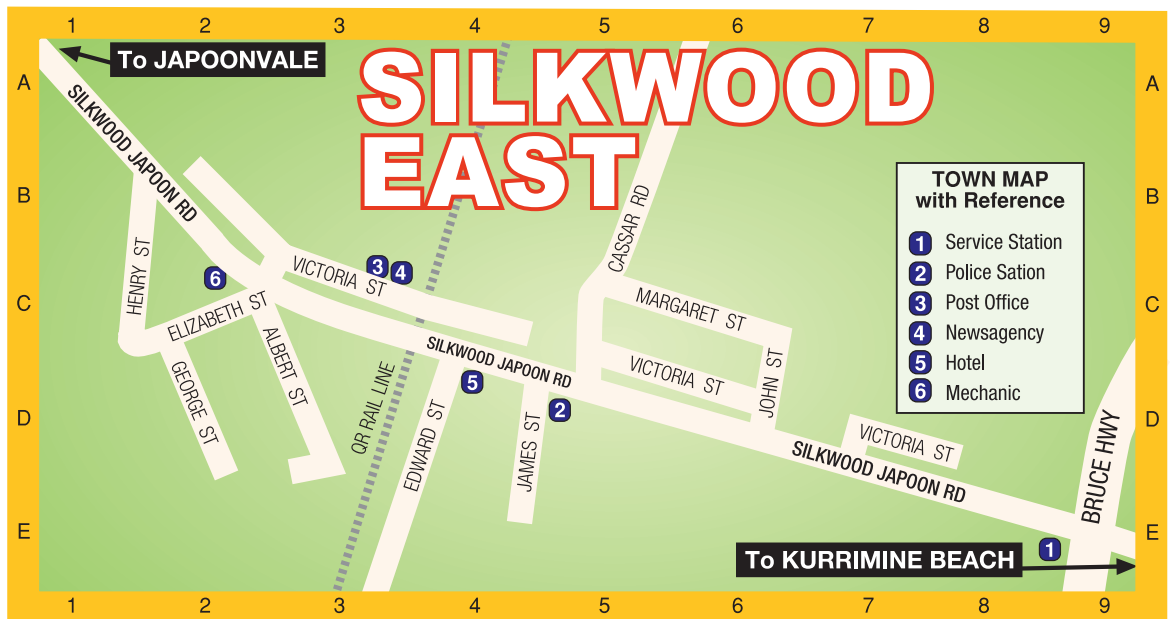 1 2 3 4 5 6 7 8 9
To JAPOONVALE
SILKWOOD
EAST
A
A
SILKWOOD JAPOON RD
B
B
TOWN MAP
with Reference
1 Service Station
2 Police Sation
3 Post Office
4 Newsagency
5 Hotel
6 Mechanic
CASSAR RD
HENRY ST
6
VICTORIA ST
3
4
C
C
ELIZABETH ST
MARGARET ST
ALBERT ST
SILKWOOD JAPOON RD
GEORGE ST
QR RAIL LINE
5
VICTORIA ST
JOHN ST
D
D
EDWARD ST
JAMES ST
2
VICTORIA ST
SILKWOOD JAPOON RD
BRUCE HWY
E
E
1
To KURRIMINE BEACH
1 2 3 4 5 6 7 8 9